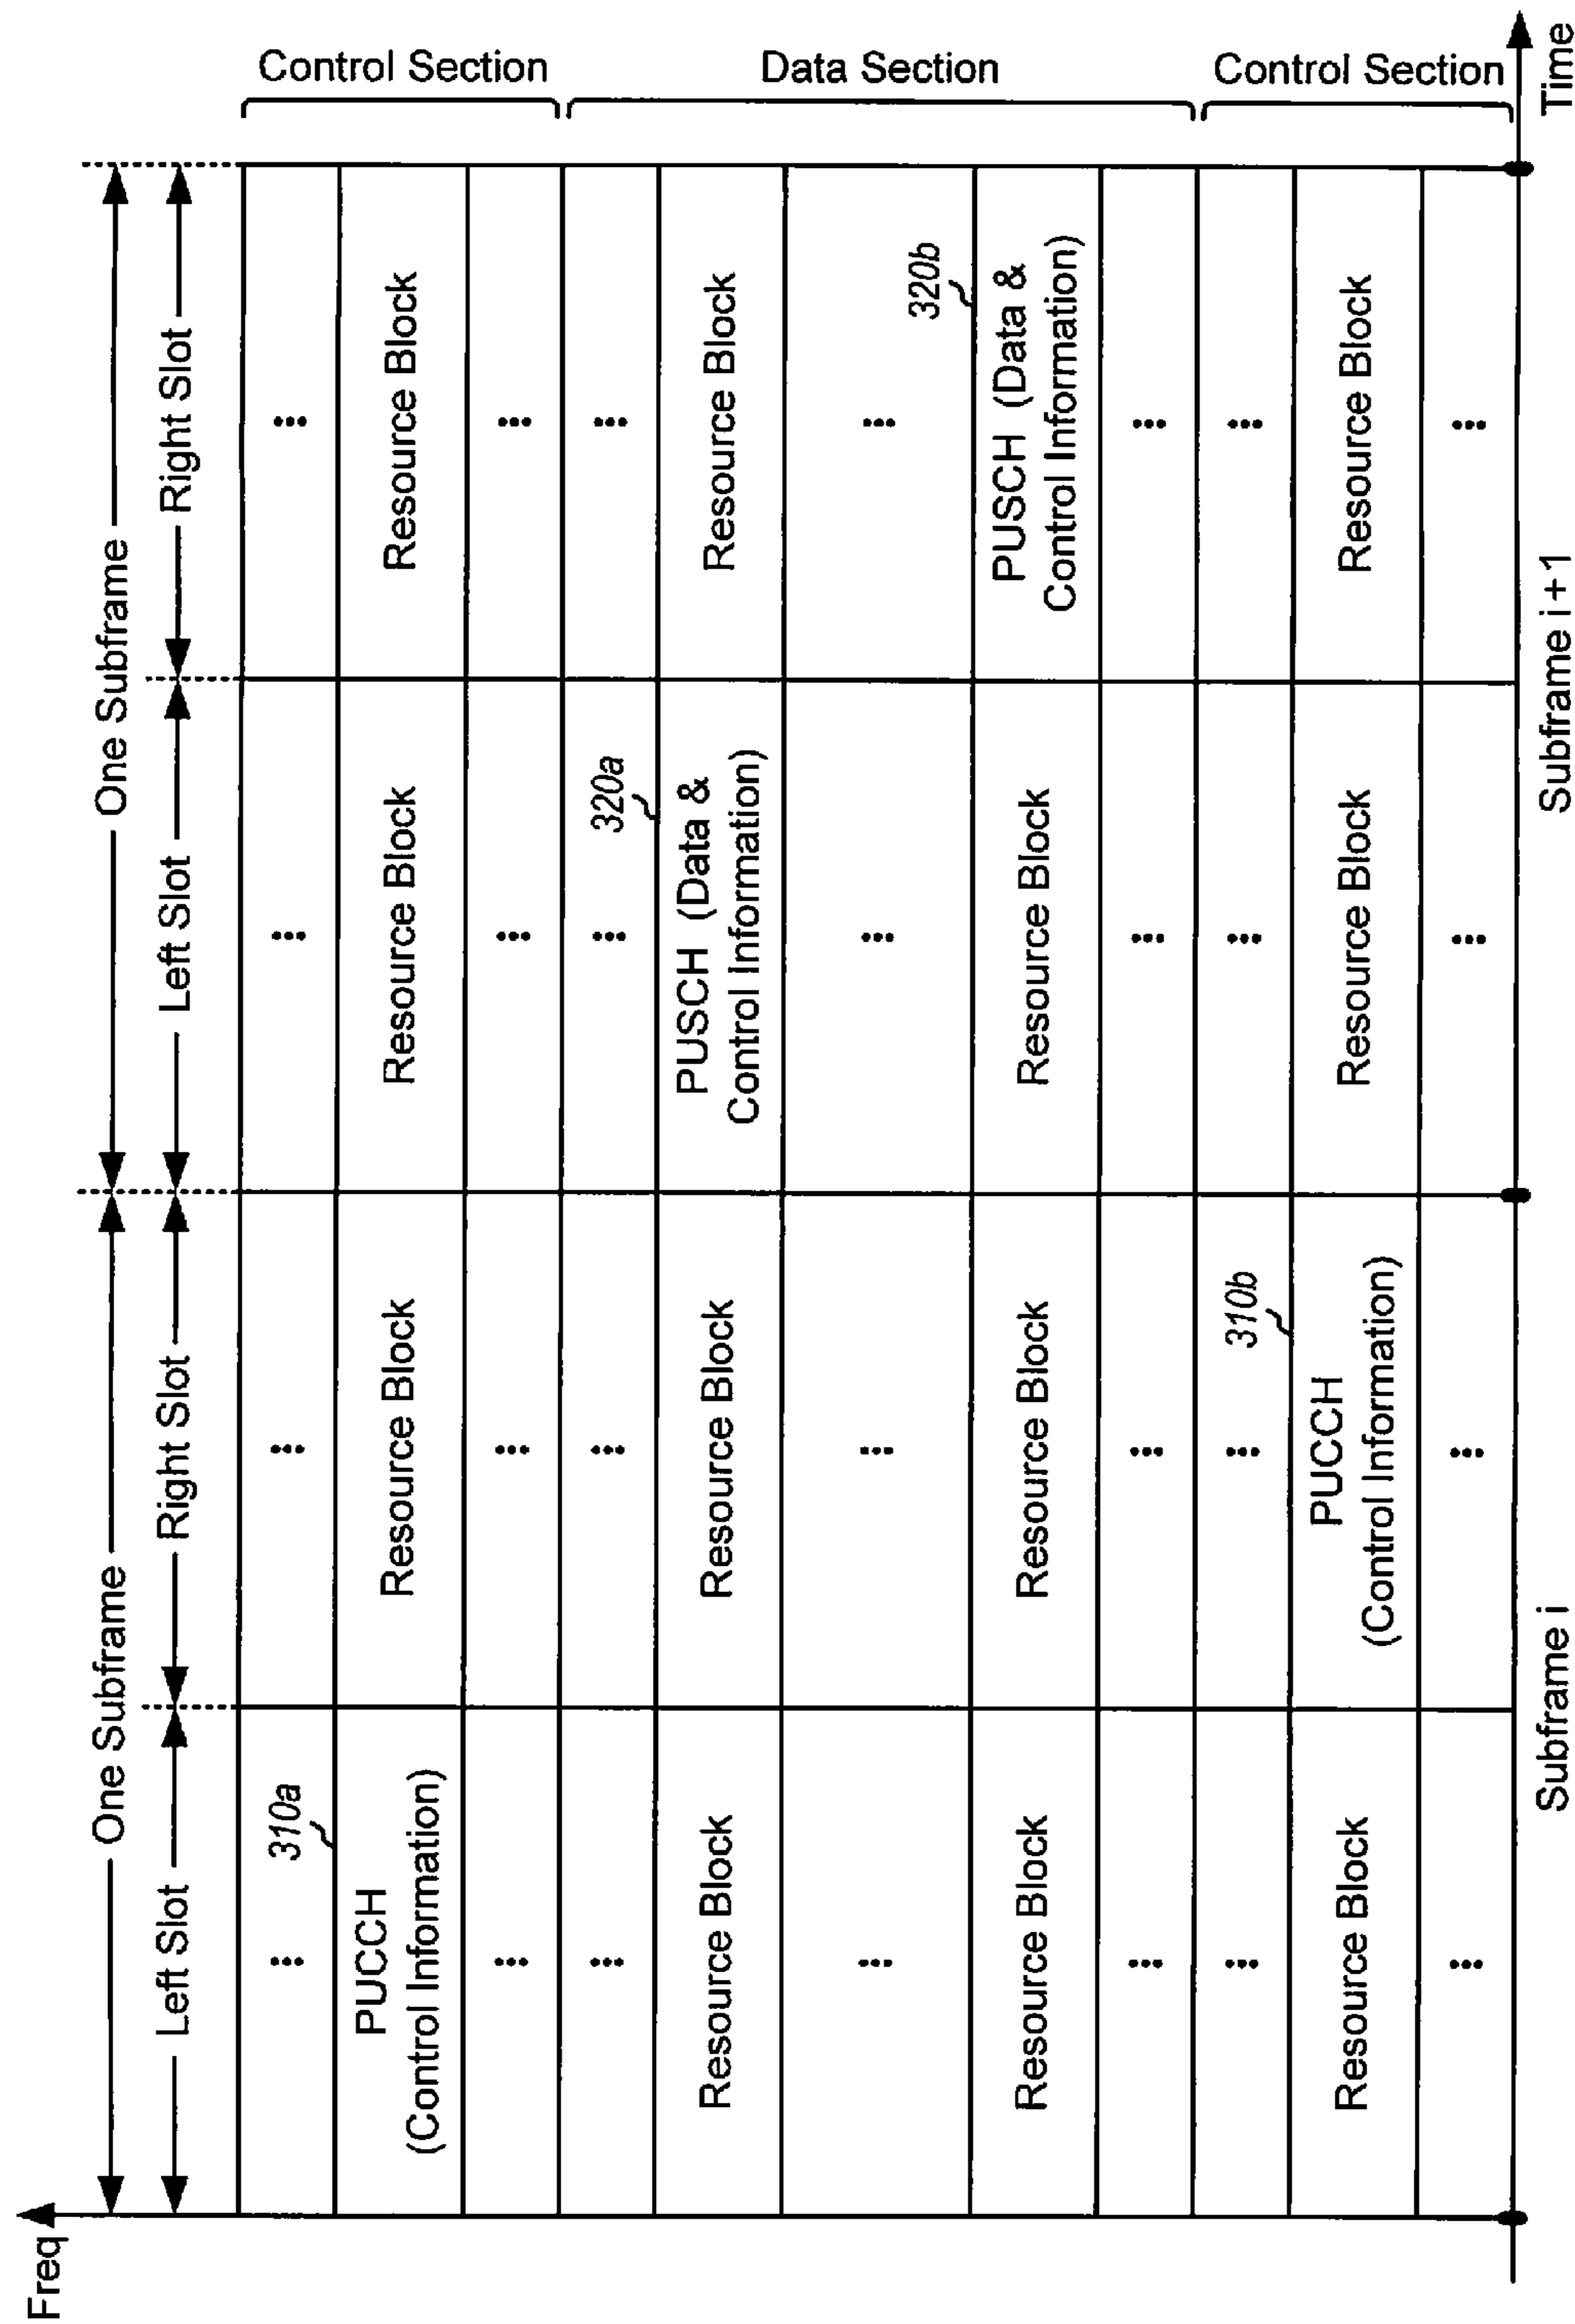 Freq
One Subframe
One Subframe
Left Slot
Right Slot
Left Slot
Right Slot
...
...
...
...
Control Section
310a
PUCCH
(Control Information)
Resource Block
Resource Block
Resource Block
...
...
...
...
...
...
...
...
Data Section
320a
Resource Block
Resource Block
PUSCH (Data &
Control Information)
Resource Block
...
...
...
...
320b
Resource Block
Resource Block
Resource Block
PUSCH (Data &
Control Information)
...
...
...
...
...
...
...
...
Control Section
310b
Resource Block
PUCCH
(Control Information)
Resource Block
Resource Block
...
...
...
...
Time
Subframe i
Subframe i + 1